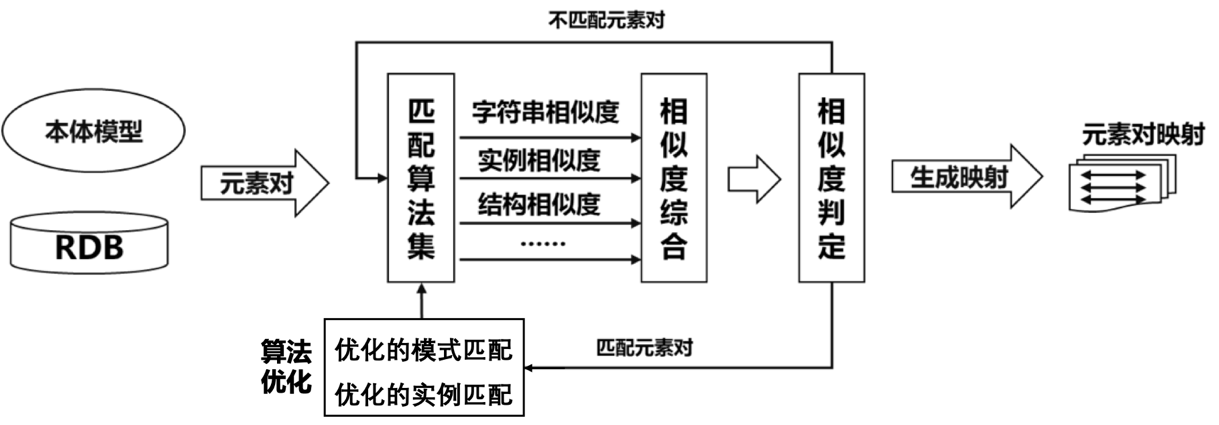 不匹配元素对
本体模型
RDB
元素对
匹配算法集
字符串相似度
实例相似度
结构相似度
……
相似度综合
相似度判定
生成映射
元素对映射
算法
优化
优化的模式匹配
优化的实例匹配
匹配元素对